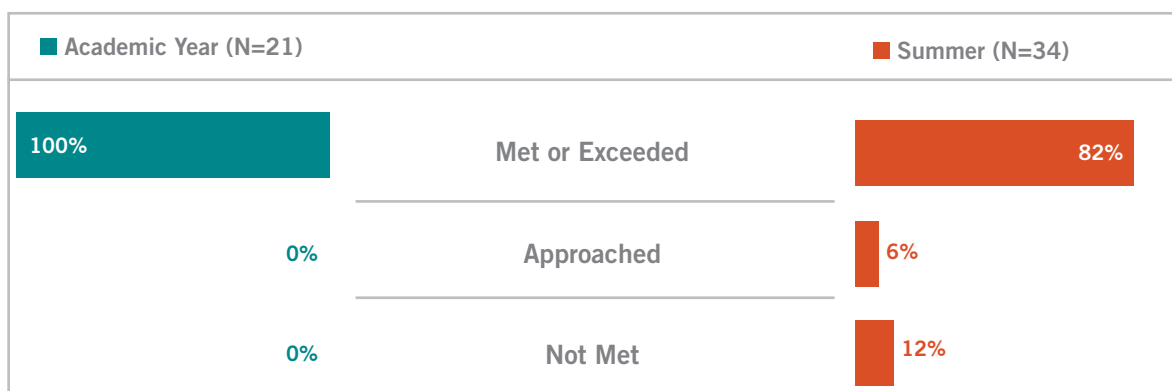 Academic Year (N=21)
Summer (N=34)
100%
Met or Exceeded
82%
0%
Approached
6%
0%
Not Met
12%